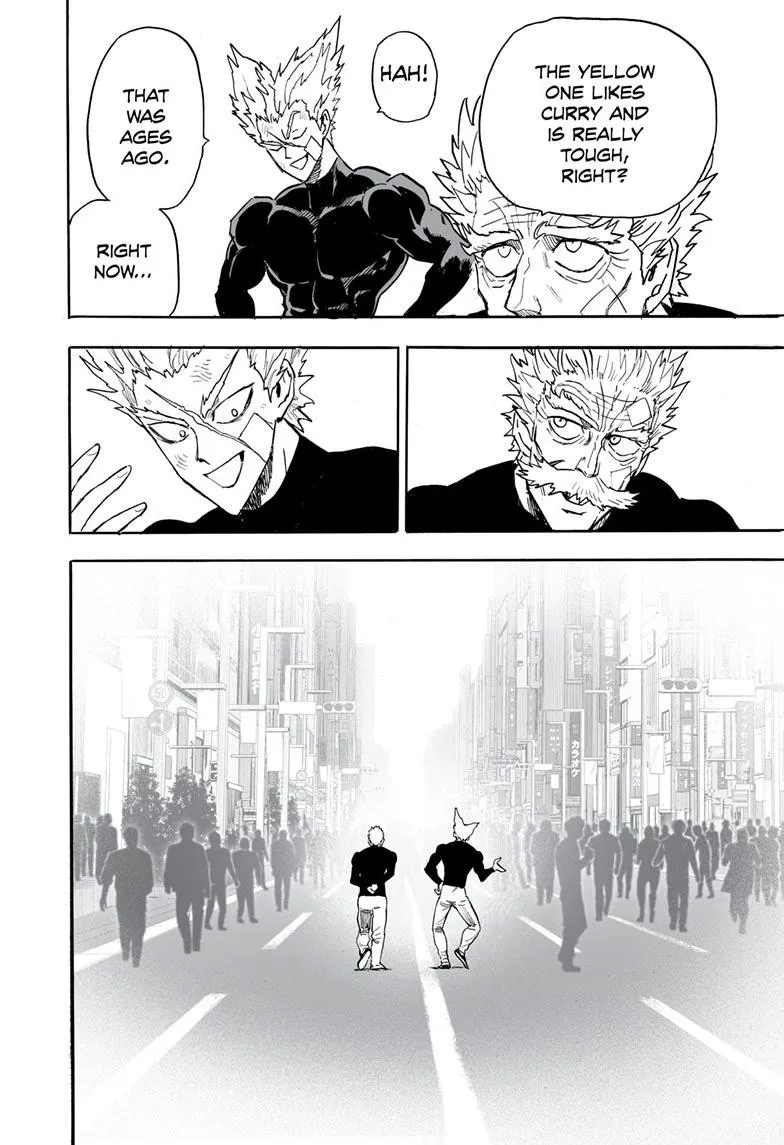 THE YELLOW
ONE LIKES
CURRY AND
IS REALLY
TOUGH,
RIGHT?
HAH!
THAT
WAS
AGES
AGO.
RIGHT
NOW...
50
カラオケ